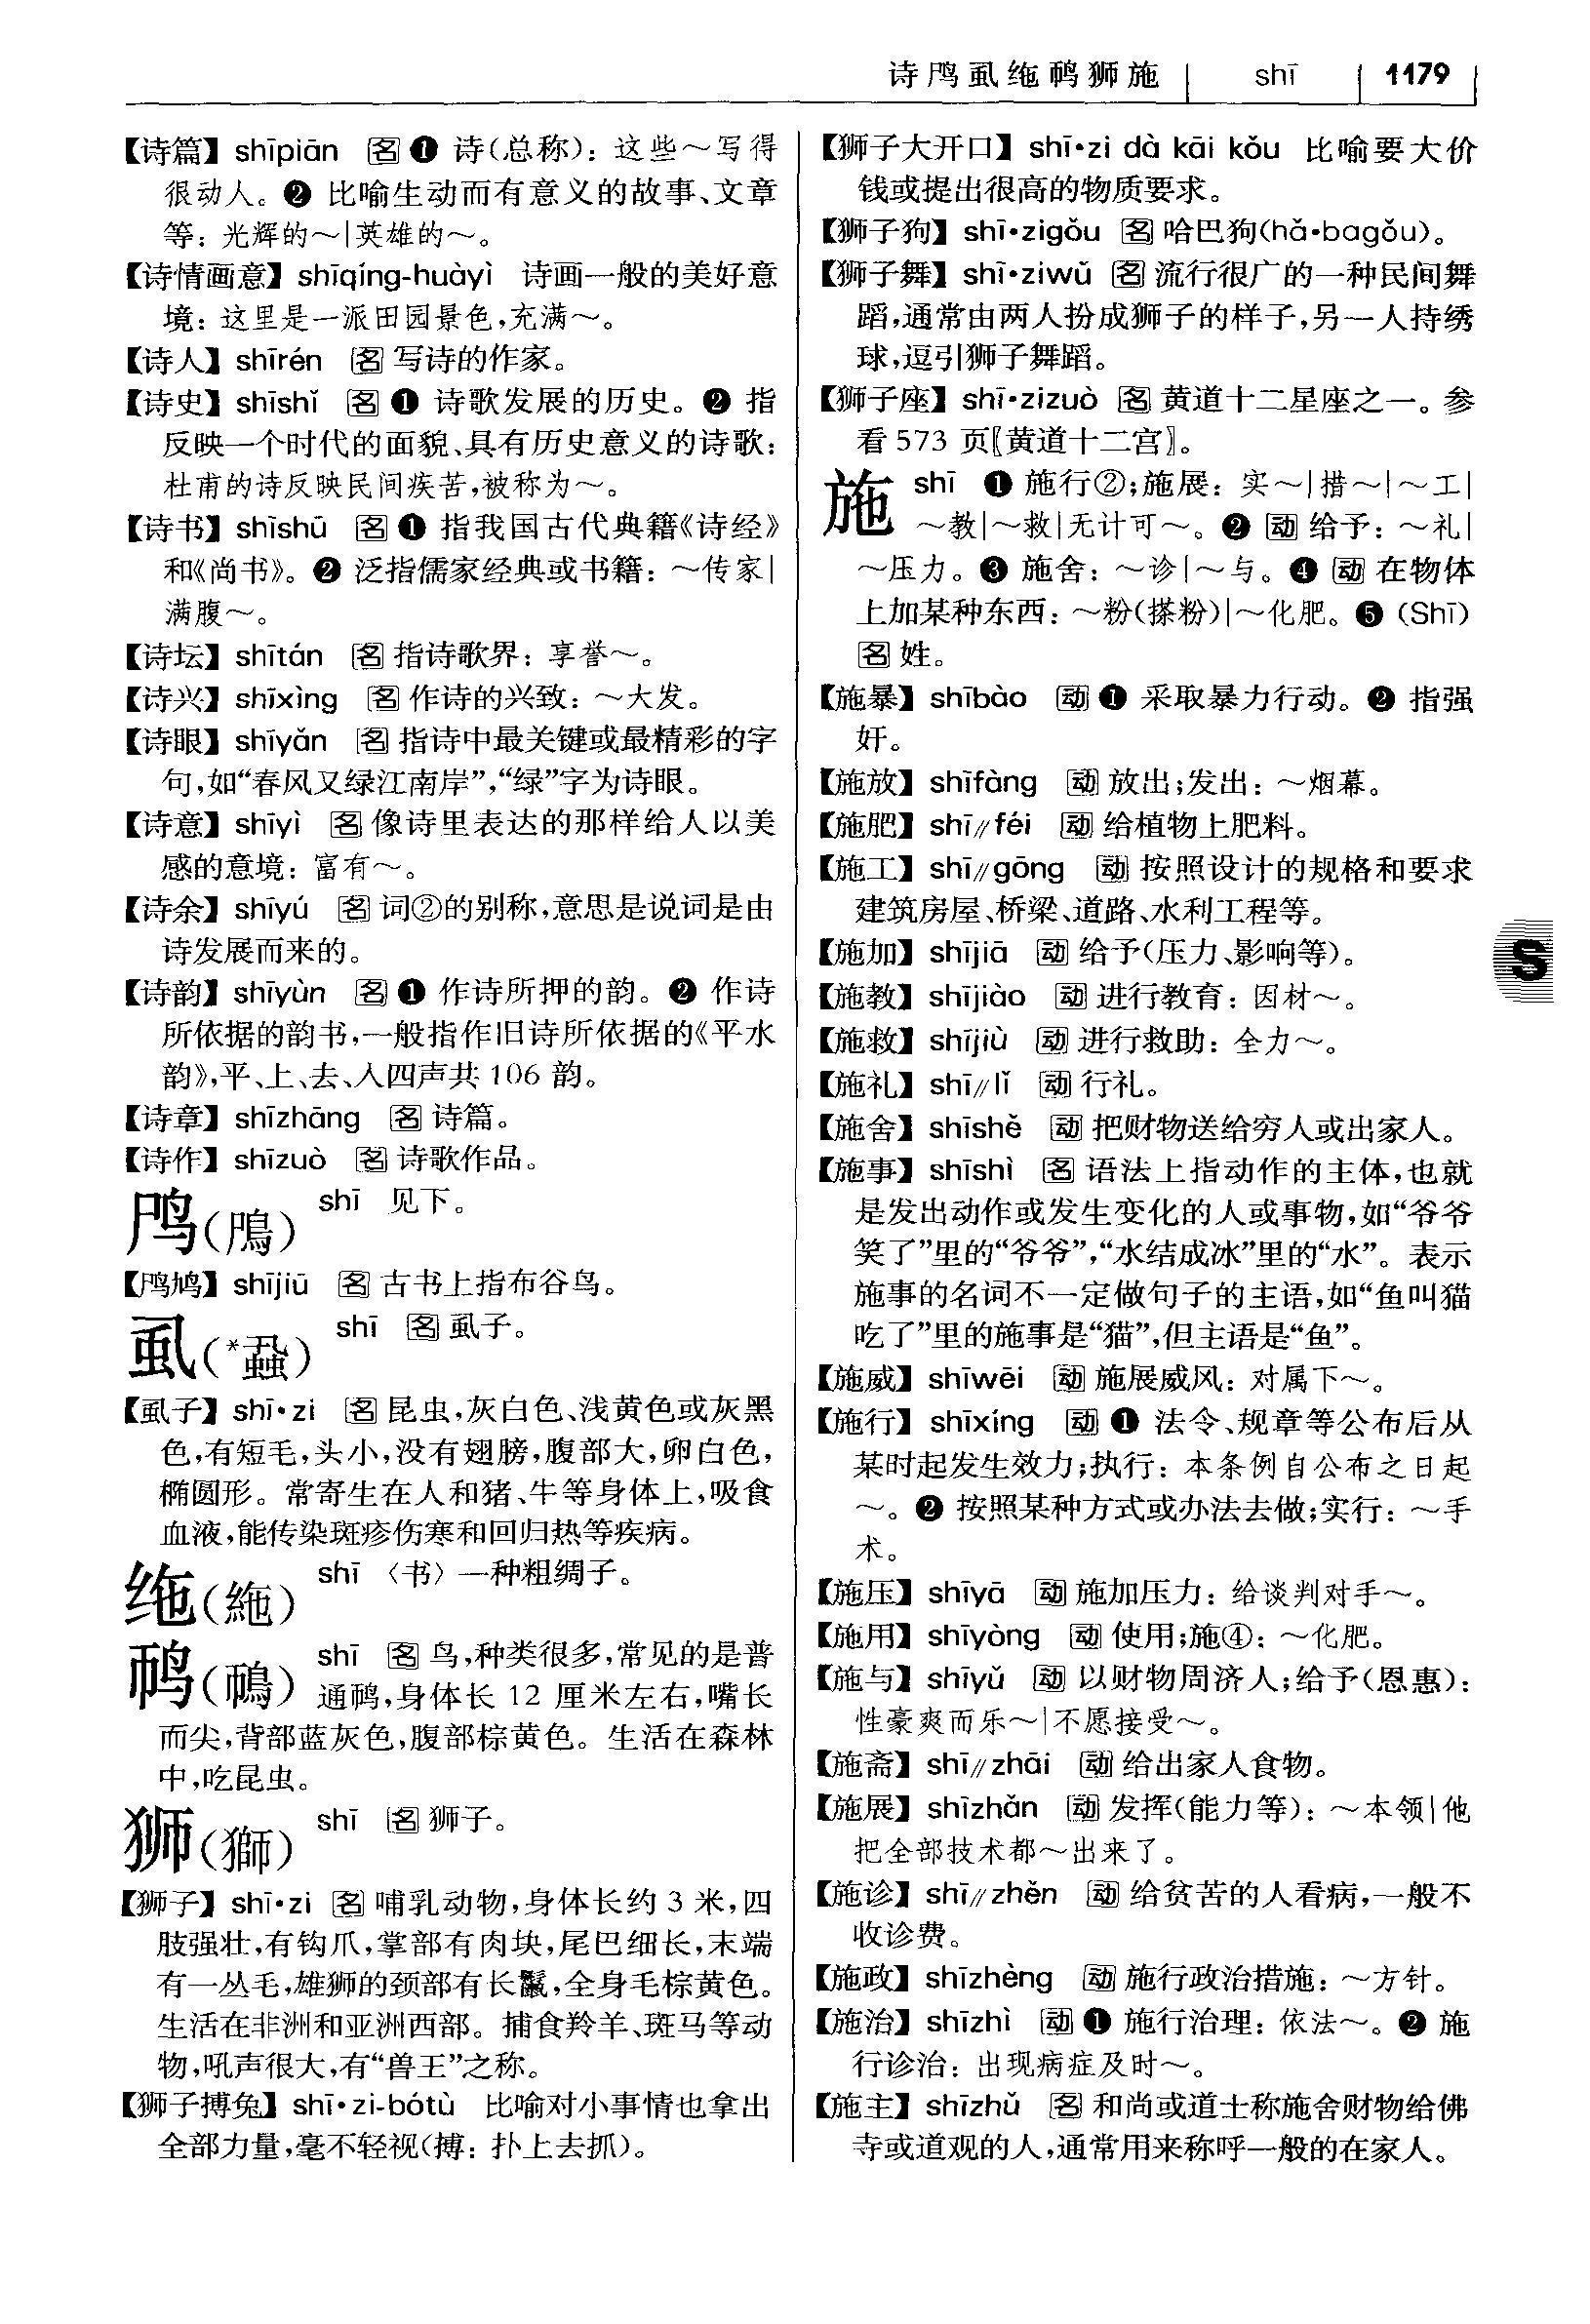 诗鸤虱𫄨䴓狮施 shī 1179
【诗篇】shīpiān 名❶ 诗(总称)：这些～写得
很动人。❷ 比喻生动而有意义的故事、文章
等：光辉的～|英雄的～。
【诗情画意】shīqíng-huàyì 诗画一般的美好意
境：这里是一派田园景色,充满～。
【诗人】shīrén 名 写诗的作家。
【诗史】shīshǐ 名❶ 诗歌发展的历史。❷ 指
反映一个时代的面貌、具有历史意义的诗歌：
杜甫的诗反映民间疾苦,被称为～。
【诗书】shīshū 名❶ 指我国古代典籍《诗经》
和《尚书》。❷ 泛指儒家经典或书籍：～传家|
满腹～。
【诗坛】shītán 名 指诗歌界：享誉～。
【诗兴】shīxìng 名 作诗的兴致：～大发。
【诗眼】shīyǎn 名 指诗中最关键或最精彩的字
句,如“春风又绿江南岸”,“绿”字为诗眼。
【诗意】shīyì 名 像诗里表达的那样给人以美
感的意境：富有～。
【诗余】shīyú 名 词②的别称,意思是说词是由
诗发展而来的。
【诗韵】shīyùn 名❶ 作诗所押的韵。❷ 作诗
所依据的韵书,一般指作旧诗所依据的《平水
韵》,平、上、去、入四声共 106 韵。
【诗章】shīzhāng 名 诗篇。
【诗作】shīzuò 名 诗歌作品。
鸤(鳲) shī 见下。
【鸤鸠】shījiū 名 古书上指布谷鸟。
虱(*蝨) shī 名 虱子。
【虱子】shī·zi 名 昆虫,灰白色、浅黄色或灰黑
色,有短毛,头小,没有翅膀,腹部大,卵白色,
椭圆形。常寄生在人和猪、牛等身体上,吸食
血液,能传染斑疹伤寒和回归热等疾病。
𫄠(絁) shī 〈书〉一种粗绸子。
䴓(鳾) shī 名 鸟,种类很多,常见的是普
通䴓,身体长 12 厘米左右,嘴长
而尖,背部蓝灰色,腹部棕黄色。生活在森林
中,吃昆虫。
狮(獅) shī 名 狮子。
【狮子】shī·zi 名 哺乳动物,身体长约 3 米,四
肢强壮,有钩爪,掌部有肉块,尾巴细长,末端
有一丛毛,雄狮的颈部有长鬣,全身毛棕黄色。
生活在非洲和亚洲西部。捕食羚羊、斑马等动
物,吼声很大,有“兽王”之称。
【狮子搏兔】shī·zi-bótù 比喻对小事情也拿出
全部力量,毫不轻视(搏：扑上去抓)。
【狮子大开口】shī·zi dà kāi kǒu 比喻要大价
钱或提出很高的物质要求。
【狮子狗】shī·zigǒu 名 哈巴狗(hǎ·bagǒu)。
【狮子舞】shī·ziwǔ 名 流行很广的一种民间舞
蹈,通常由两人扮成狮子的样子,另一人持绣
球,逗引狮子舞蹈。
【狮子座】shī·zizuò 名 黄道十二星座之一。参
看 573 页〖黄道十二宫〗。
施 shī ❶ 施行②;施展：实～|措～|～工|
～教|～救|无计可～。❷ 动 给予：～礼|
～压力。❸ 施舍：～诊|～与。❹ 动 在物体
上加某种东西：～粉(搽粉)|～化肥。❺ (Shī)
名 姓。
【施暴】shībào 动❶ 采取暴力行动。❷ 指强
奸。
【施放】shīfàng 动 放出;发出：～烟幕。
【施肥】shī//féi 动 给植物上肥料。
【施工】shī//gōng 动 按照设计的规格和要求
建筑房屋、桥梁、道路、水利工程等。
【施加】shījiā 动 给予(压力、影响等)。
【施教】shījiào 动 进行教育：因材～。
【施救】shījiù 动 进行救助：全力～。
【施礼】shī//lǐ 动 行礼。
【施舍】shīshě 动 把财物送给穷人或出家人。
【施事】shīshì 名 语法上指动作的主体,也就
是发出动作或发生变化的人或事物,如“爷爷
笑了”里的“爷爷”,“水结成冰”里的“水”。表示
施事的名词不一定做句子的主语,如“鱼叫猫
吃了”里的施事是“猫”,但主语是“鱼”。
【施威】shīwēi 动 施展威风：对属下～。
【施行】shīxíng 动❶ 法令、规章等公布后从
某时起发生效力;执行：本条例自公布之日起
～。❷ 按照某种方式或办法去做;实行：～手
术。
【施压】shīyā 动 施加压力：给谈判对手～。
【施用】shīyòng 动 使用;施④：～化肥。
【施与】shīyǔ 动 以财物周济人;给予(恩惠)：
性豪爽而乐～|不愿接受～。
【施斋】shī//zhāi 动 给出家人食物。
【施展】shīzhǎn 动 发挥(能力等)：～本领|他
把全部技术都～出来了。
【施诊】shī//zhěn 动 给贫苦的人看病,一般不
收诊费。
【施政】shīzhèng 动 施行政治措施：～方针。
【施治】shīzhì 动❶ 施行治理：依法～。❷ 施
行诊治：出现病症及时～。
【施主】shīzhǔ 名 和尚或道士称施舍财物给佛
寺或道观的人,通常用来称呼一般的在家人。
S